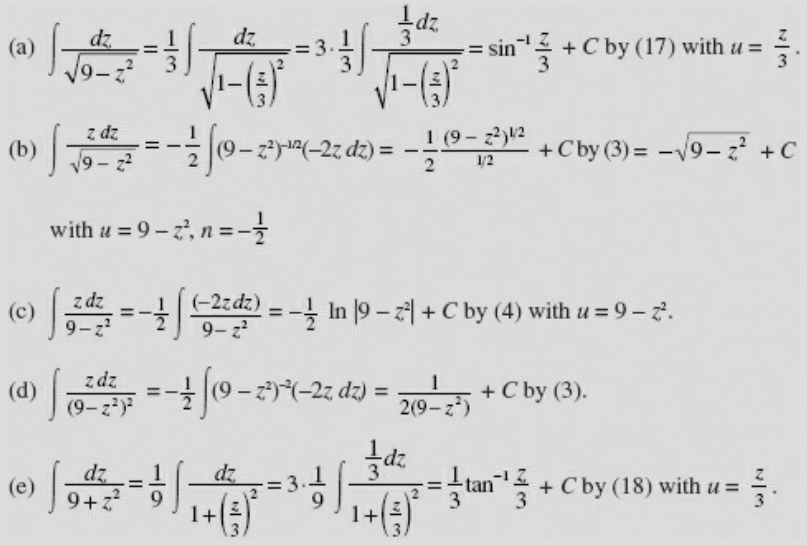 (a) ∫ dz/√(9 – z²) = 1/3 ∫ dz/√(1–(z/3)²) = 3·1/3 ∫ (1/3 dz)/√(1–(z/3)²) = sin⁻¹ z/3 + C by (17) with u = z/3.
(b) ∫ z dz/√(9 – z²) = –1/2 ∫(9 – z²)^(–1/2)(–2z dz) = –1/2 (9 – z²)^(1/2)/(1/2) + C by (3) = –√(9 – z²) + C
with u = 9 – z², n = –1/2
(c) ∫ z dz/(9 – z²) = –1/2 ∫ (–2z dz)/(9 – z²) = –1/2 ln |9 – z²| + C by (4) with u = 9 – z².
(d) ∫ z dz/(9 – z²)² = –1/2 ∫(9 – z²)⁻²(–2z dz) = 1/(2(9 – z²)) + C by (3).
(e) ∫ dz/(9 + z²) = 1/9 ∫ dz/(1+(z/3)²) = 3·1/9 ∫ (1/3 dz)/(1+(z/3)²) = 1/3 tan⁻¹ z/3 + C by (18) with u = z/3.